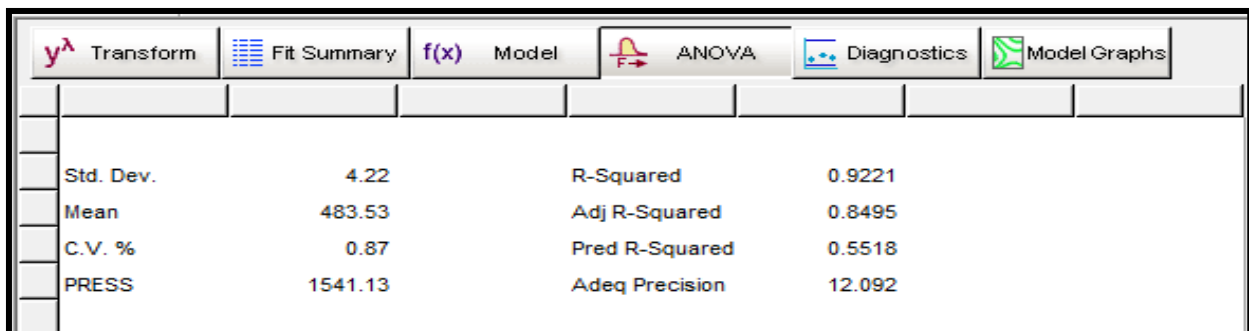 yλ Transform Fit Summary f(x) Model F ANOVA Diagnostics Model Graphs
Std. Dev. 4.22 R-Squared 0.9221
Mean 483.53 Adj R-Squared 0.8495
C.V. % 0.87 Pred R-Squared 0.5518
PRESS 1541.13 Adeq Precision 12.092